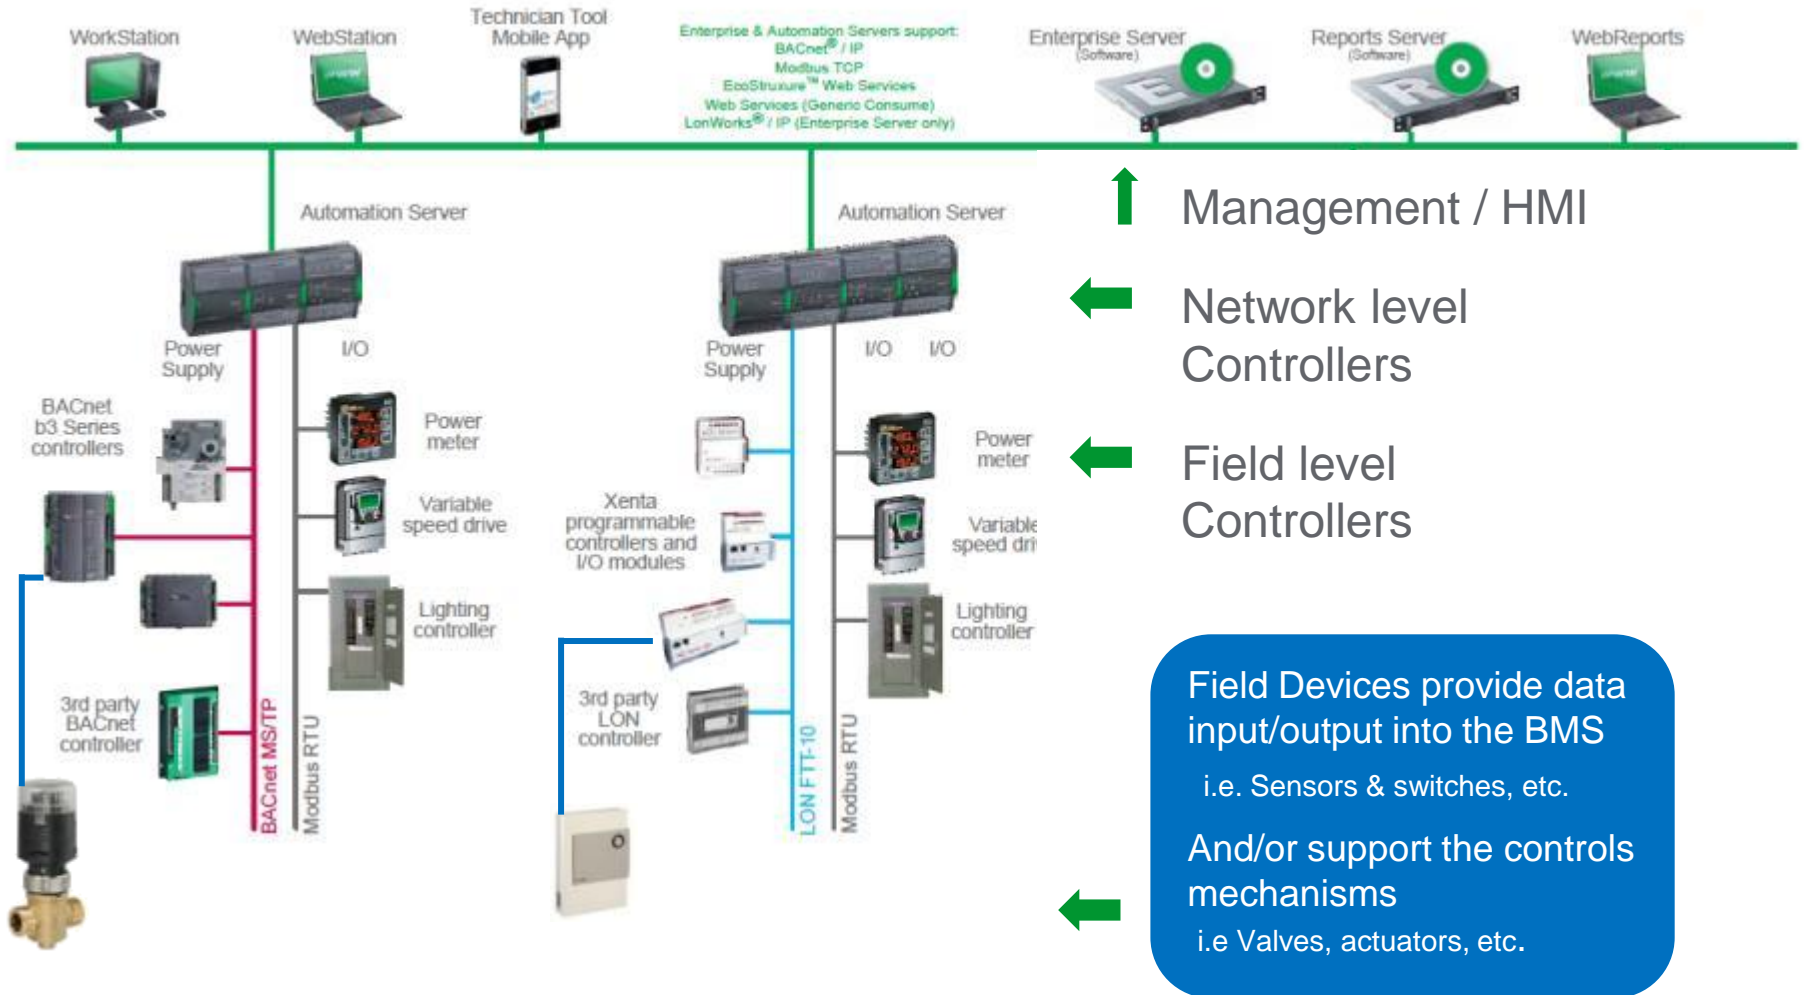 WorkStation
WebStation
Technician Tool
Mobile App
Enterprise & Automation Servers support:
BACnet® / IP
Modbus TCP
EcoStruxure™ Web Services
Web Services (Generic Consume)
LonWorks® / IP (Enterprise Server only)
Enterprise Server
(Software)
Reports Server
(Software)
WebReports
E
R
Automation Server
Automation Server
Management / HMI
Network level
Controllers
Field level
Controllers
Power
Supply
I/O
BACnet
b3 Series
controllers
Power
meter
Variable
speed drive
Lighting
controller
3rd party
BACnet
controller
BACnet MS/TP
Modbus RTU
Power
Supply
I/O
I/O
Power
meter
Xenta
programmable
controllers and
I/O modules
Variable
speed dri
Lighting
controller
3rd party
LON
controller
LON FTT-10
Modbus RTU
Field Devices provide data
input/output into the BMS
i.e. Sensors & switches, etc.
And/or support the controls
mechanisms
i.e Valves, actuators, etc.